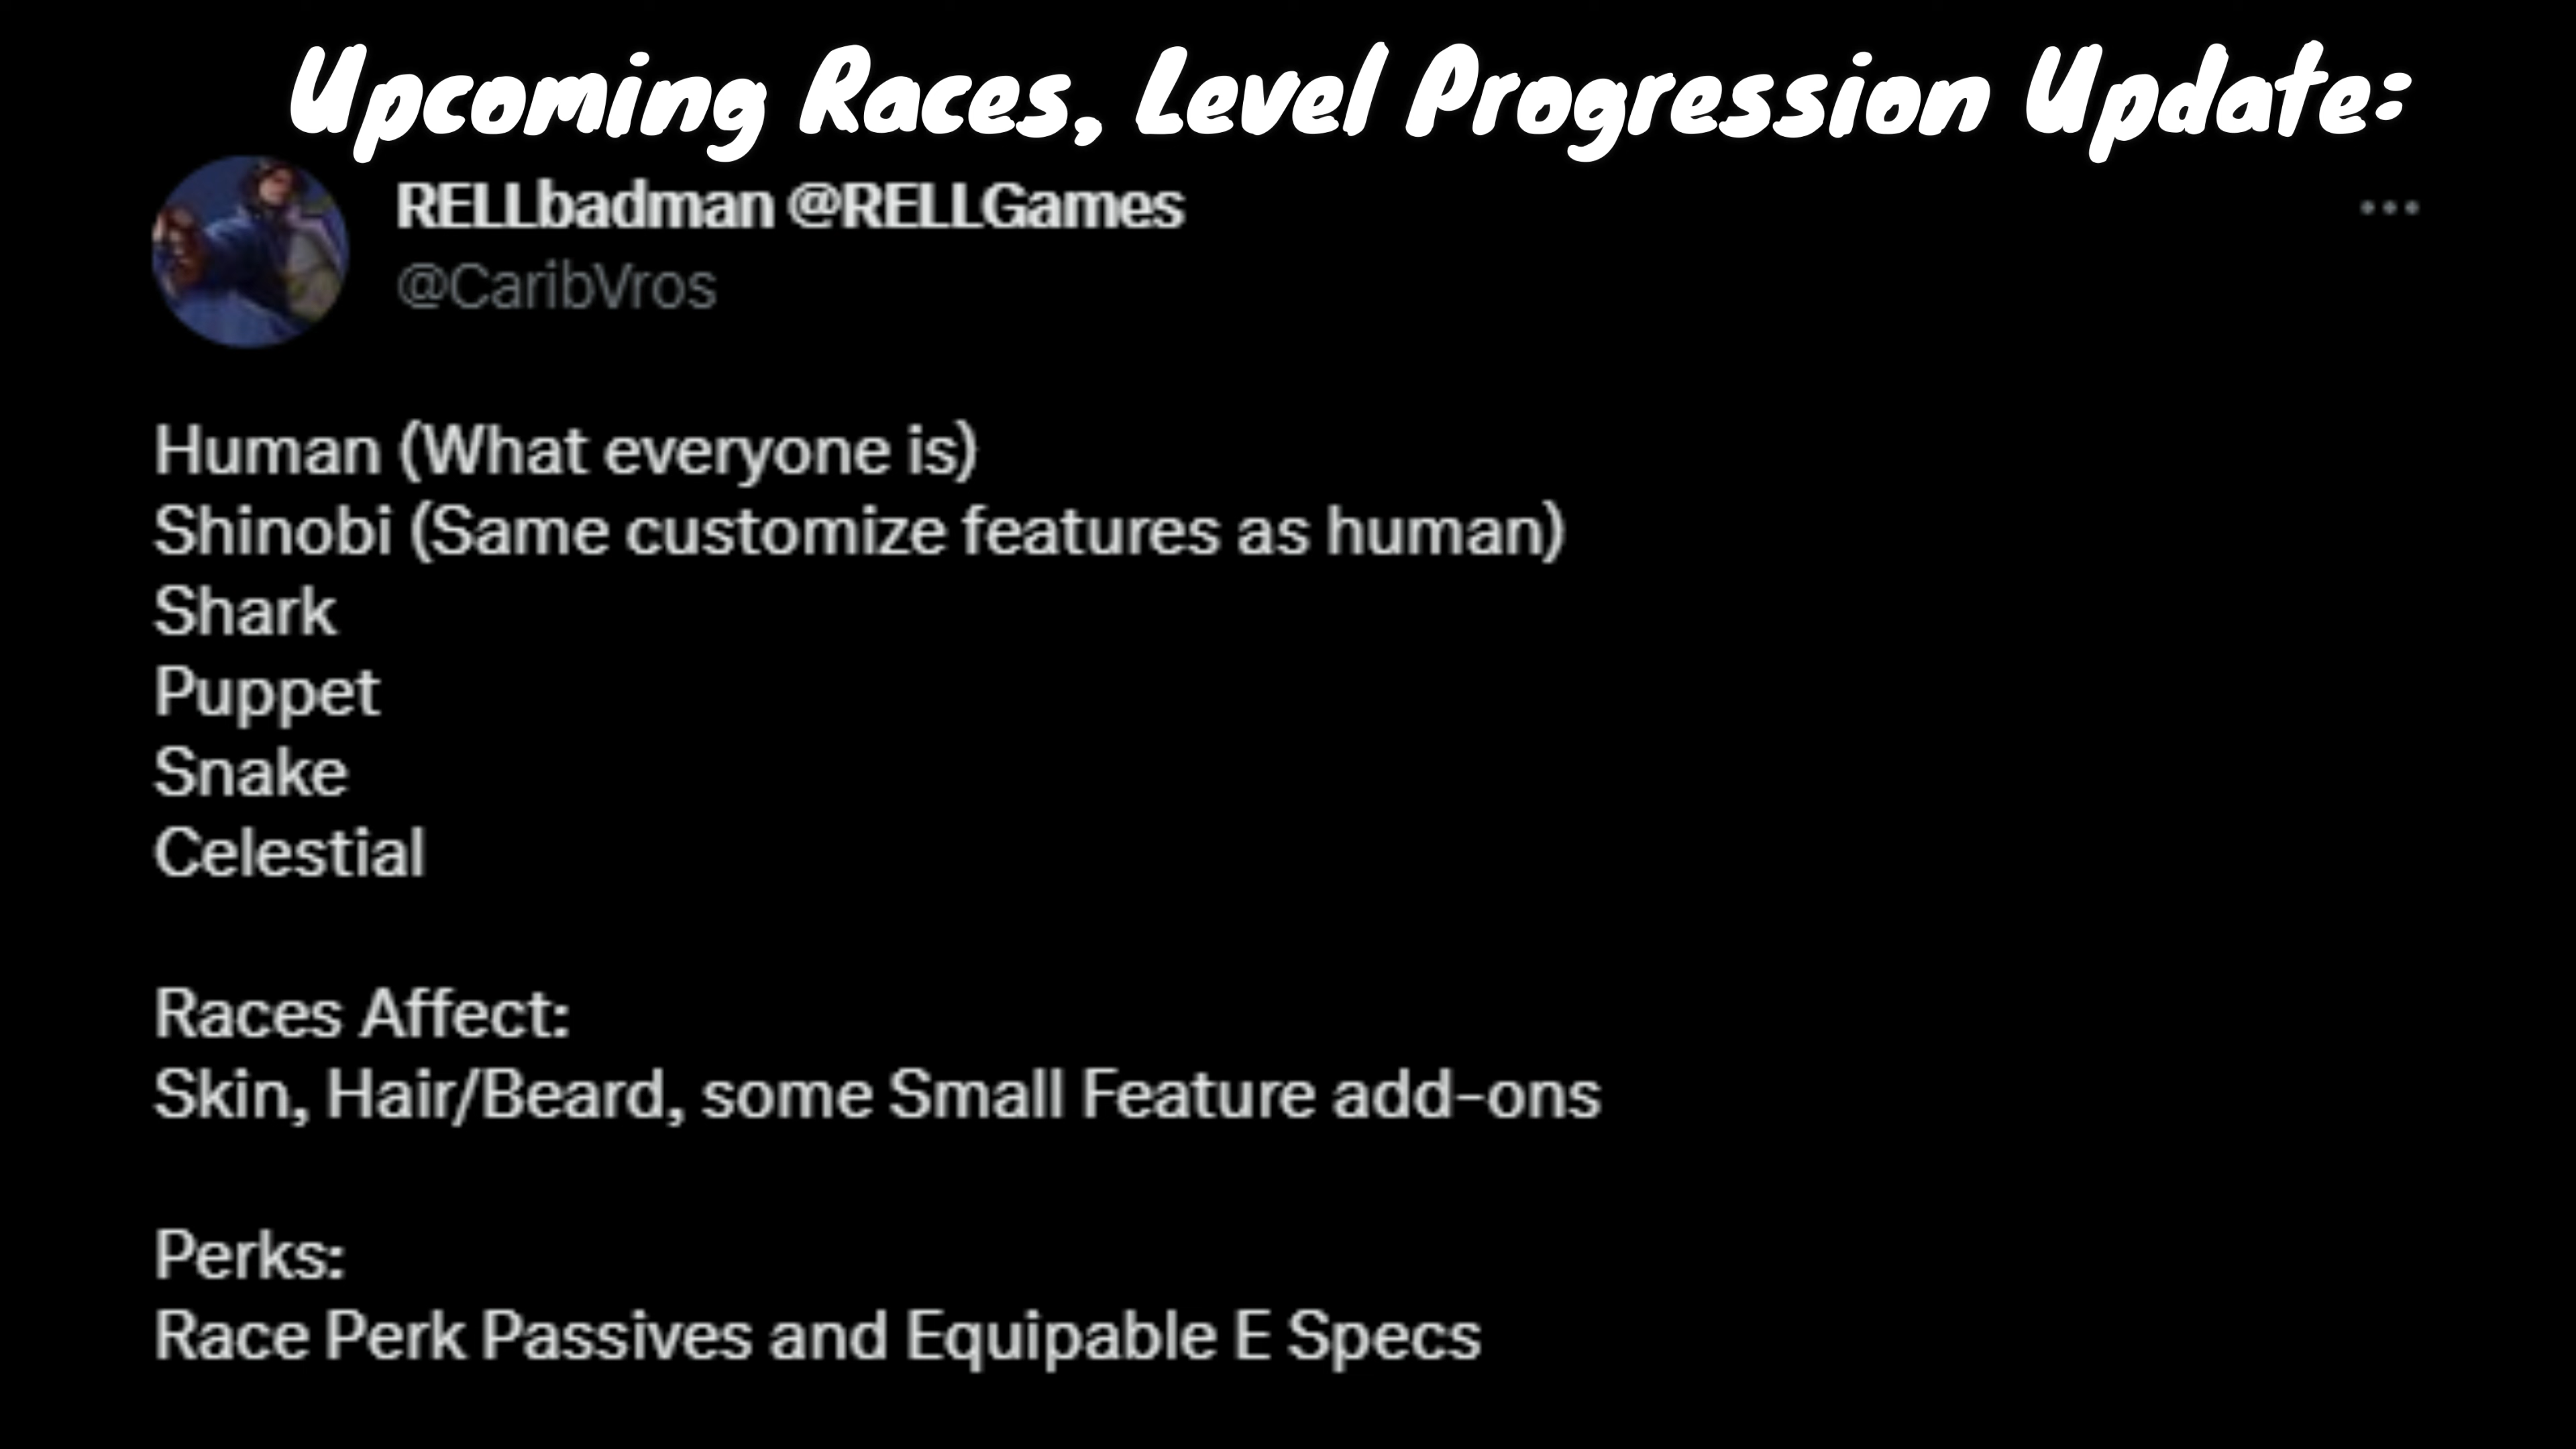 Upcoming Races, Level Progression Update:
RELLbadman @RELLGames
@CaribVros
Human (What everyone is)
Shinobi (Same customize features as human)
Shark
Puppet
Snake
Celestial
Races Affect:
Skin, Hair/Beard, some Small Feature add-ons
Perks:
Race Perk Passives and Equipable E Specs